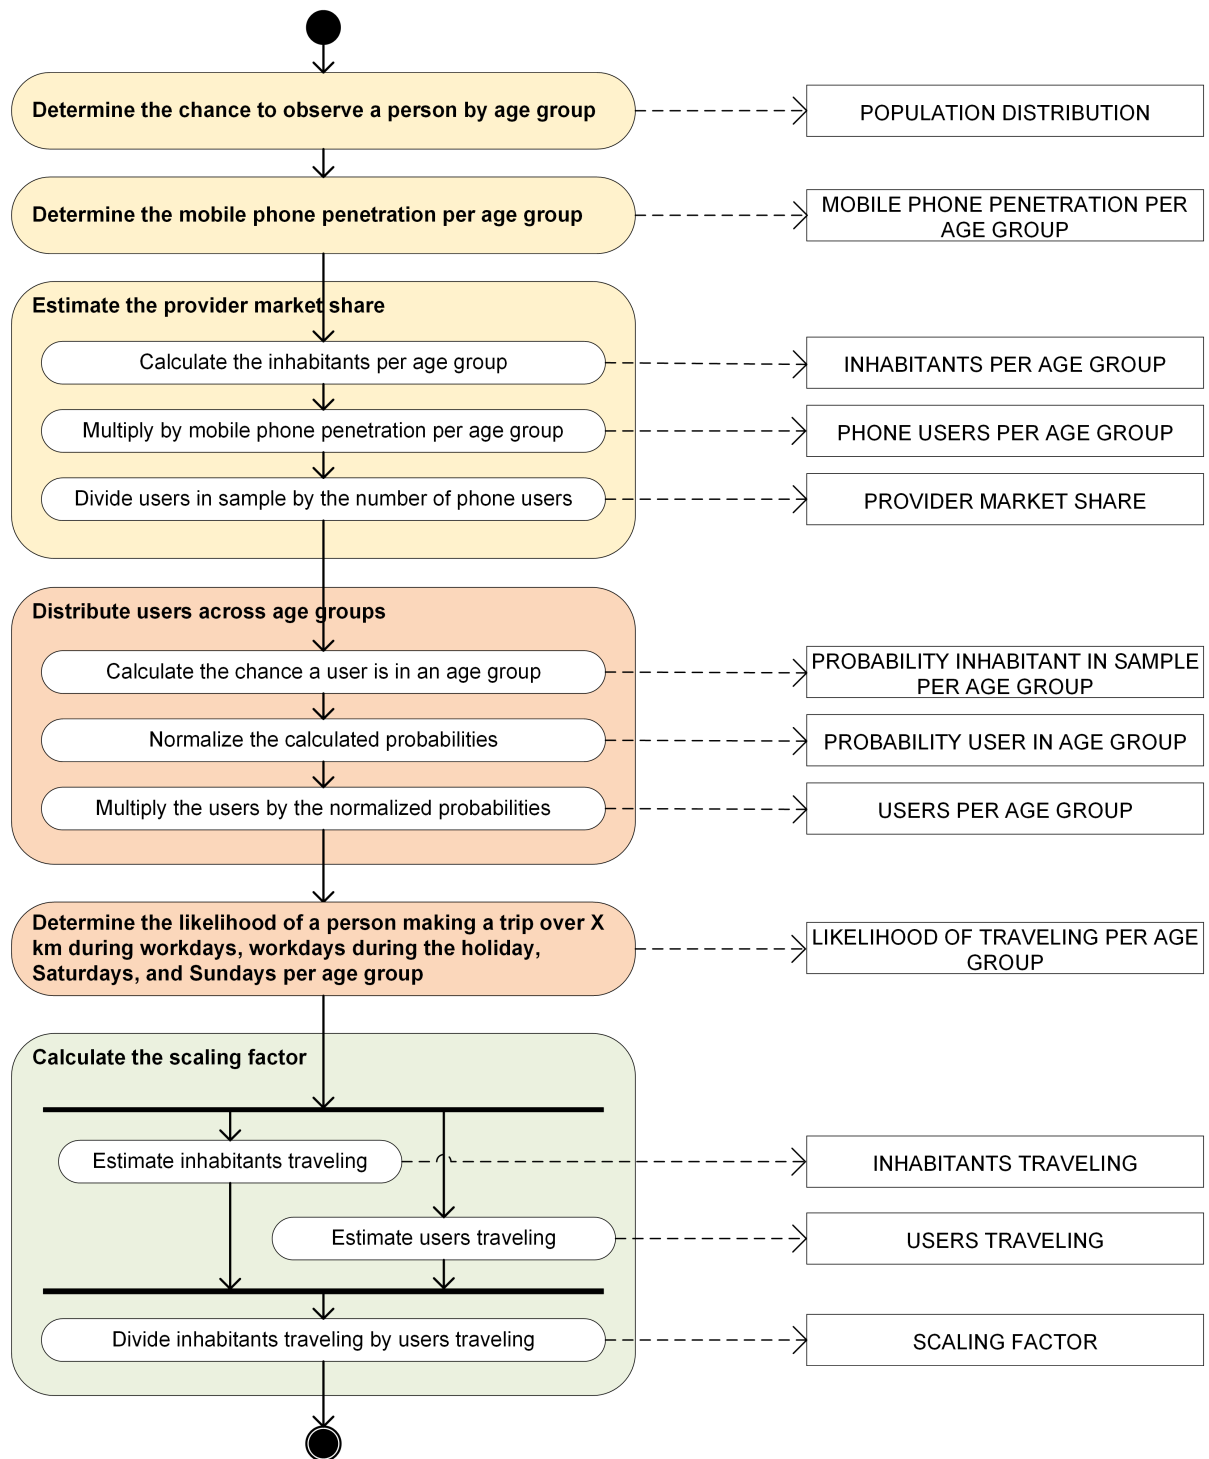 Determine the chance to observe a person by age group
POPULATION DISTRIBUTION
Determine the mobile phone penetration per age group
MOBILE PHONE PENETRATION PER
AGE GROUP
Estimate the provider market share
Calculate the inhabitants per age group
INHABITANTS PER AGE GROUP
Multiply by mobile phone penetration per age group
PHONE USERS PER AGE GROUP
Divide users in sample by the number of phone users
PROVIDER MARKET SHARE
Distribute users across age groups
Calculate the chance a user is in an age group
PROBABILITY INHABITANT IN SAMPLE
PER AGE GROUP
Normalize the calculated probabilities
PROBABILITY USER IN AGE GROUP
Multiply the users by the normalized probabilities
USERS PER AGE GROUP
Determine the likelihood of a person making a trip over X
km during workdays, workdays during the holiday,
Saturdays, and Sundays per age group
LIKELIHOOD OF TRAVELING PER AGE
GROUP
Calculate the scaling factor
Estimate inhabitants traveling
INHABITANTS TRAVELING
Estimate users traveling
USERS TRAVELING
Divide inhabitants traveling by users traveling
SCALING FACTOR